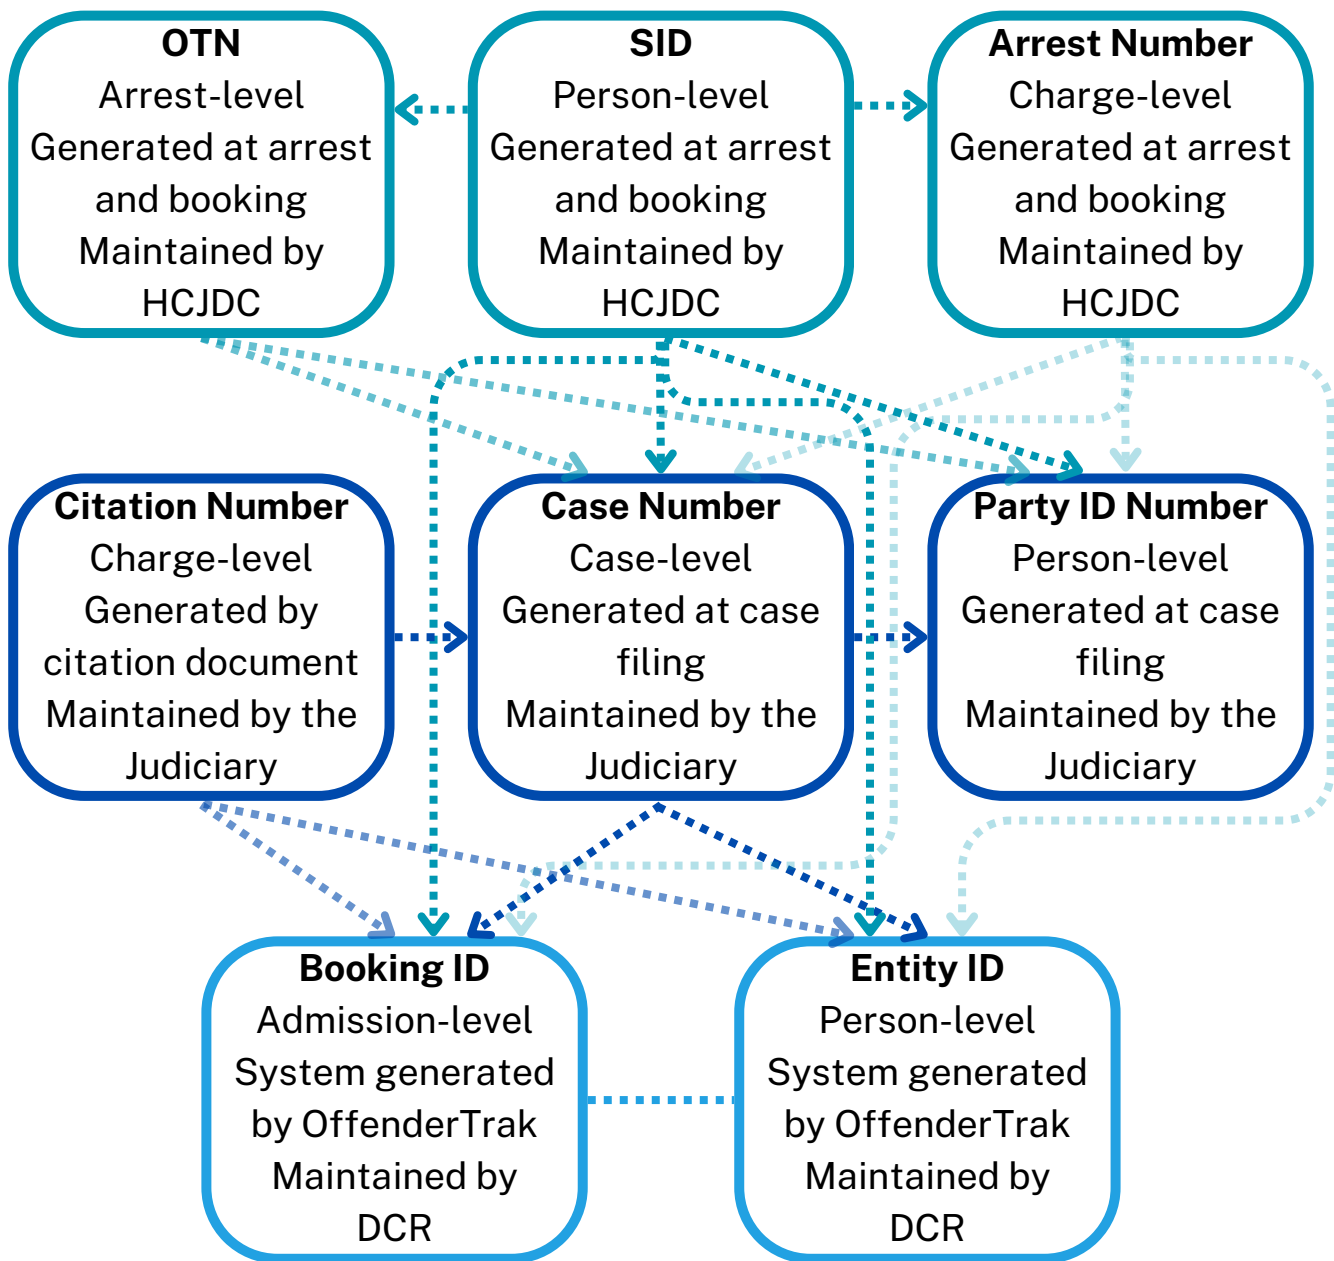 OTN
Arrest-level
Generated at arrest
and booking
Maintained by
HCJDC
SID
Person-level
Generated at arrest
and booking
Maintained by
HCJDC
Arrest Number
Charge-level
Generated at arrest
and booking
Maintained by
HCJDC
Citation Number
Charge-level
Generated by
citation document
Maintained by the
Judiciary
Case Number
Case-level
Generated at case
filing
Maintained by the
Judiciary
Party ID Number
Person-level
Generated at case
filing
Maintained by the
Judiciary
Booking ID
Admission-level
System generated
by OffenderTrak
Maintained by
DCR
Entity ID
Person-level
System generated
by OffenderTrak
Maintained by
DCR